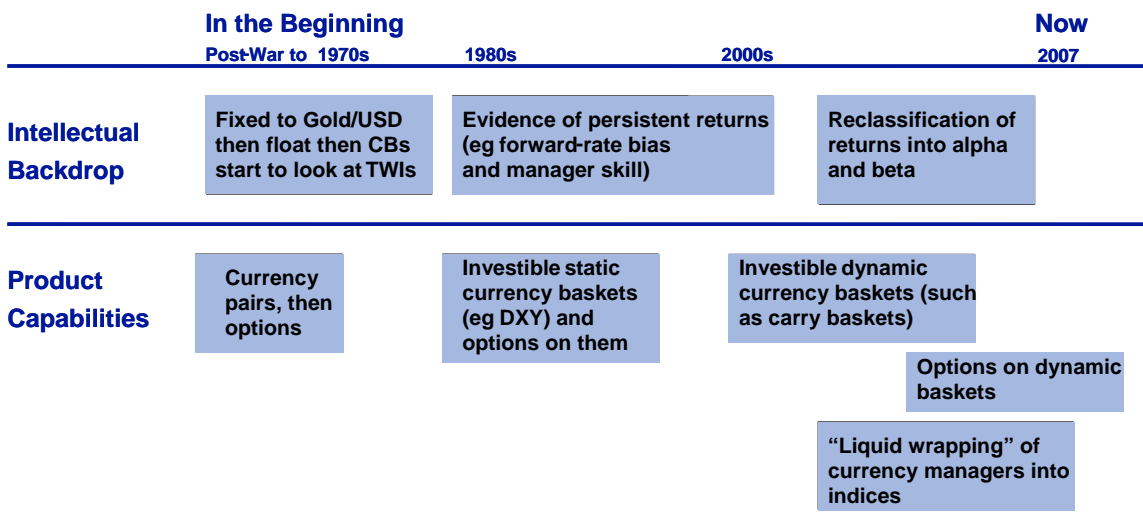 In the Beginning
Now
Post-War to 1970s
1980s
2000s
2007
Intellectual
Backdrop
Fixed to Gold/USD
then float then CBs
start to look at TWIs
Evidence of persistent returns
(eg forward-rate bias
and manager skill)
Reclassification of
returns into alpha
and beta
Product
Capabilities
Currency
pairs, then
options
Investible static
currency baskets
(eg DXY) and
options on them
Investible dynamic
currency baskets (such
as carry baskets)
Options on dynamic
baskets
“Liquid wrapping” of
currency managers into
indices